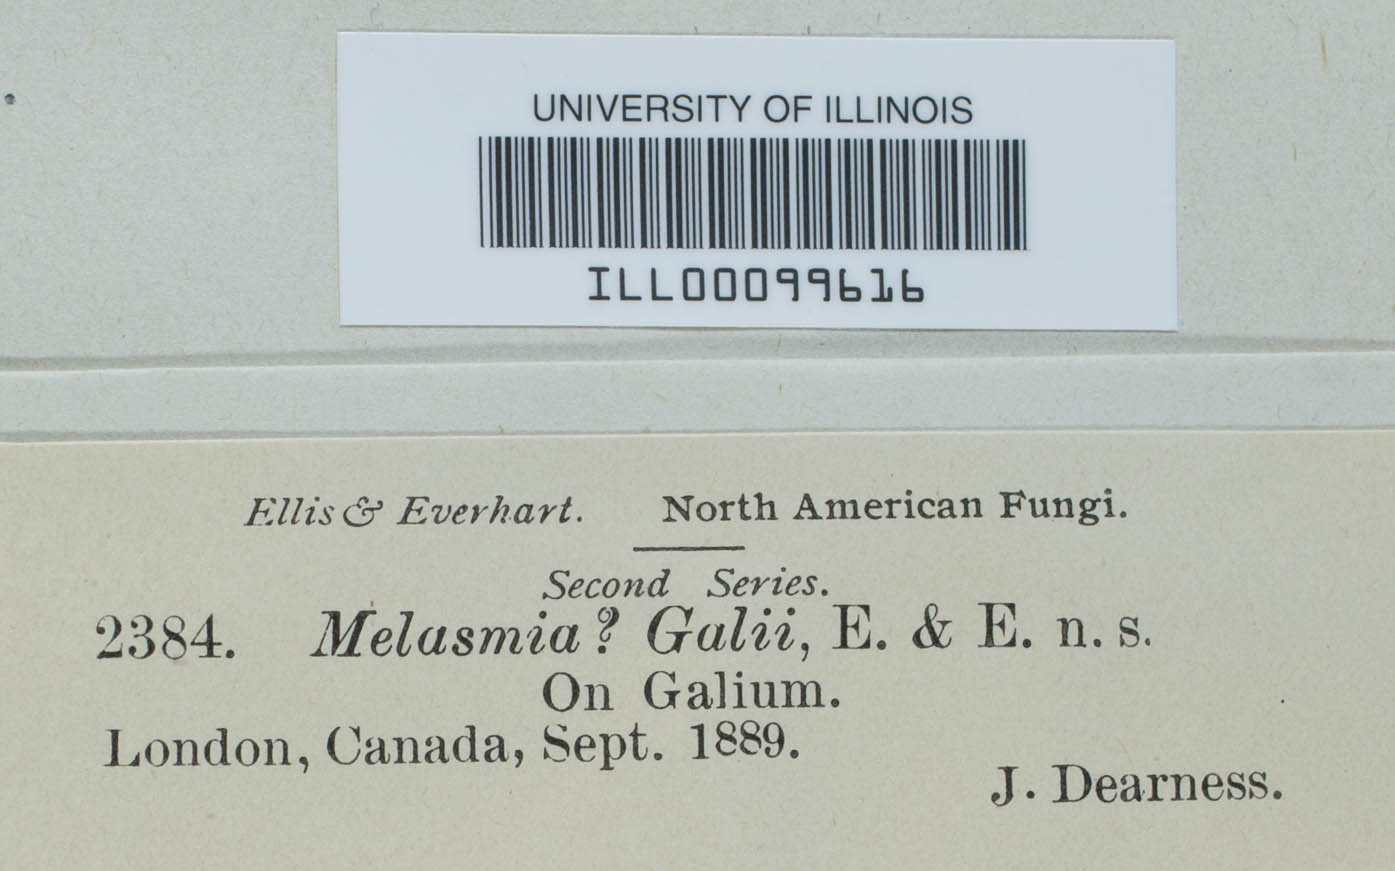 UNIVERSITY OF ILLINOIS
ILL00099616
Ellis & Everhart. North American Fungi.
Second Series.
2384. Melasmia? Galii, E. & E. n. s.
On Galium.
London, Canada, Sept. 1889.
J. Dearness.